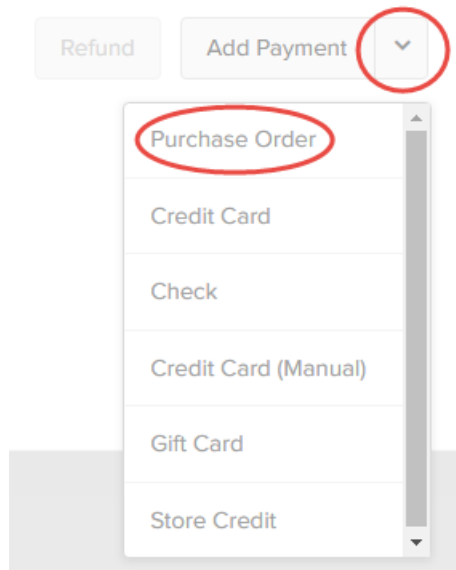 Refund
Add Payment
Purchase Order
Credit Card
Check
Credit Card (Manual)
Gift Card
Store Credit